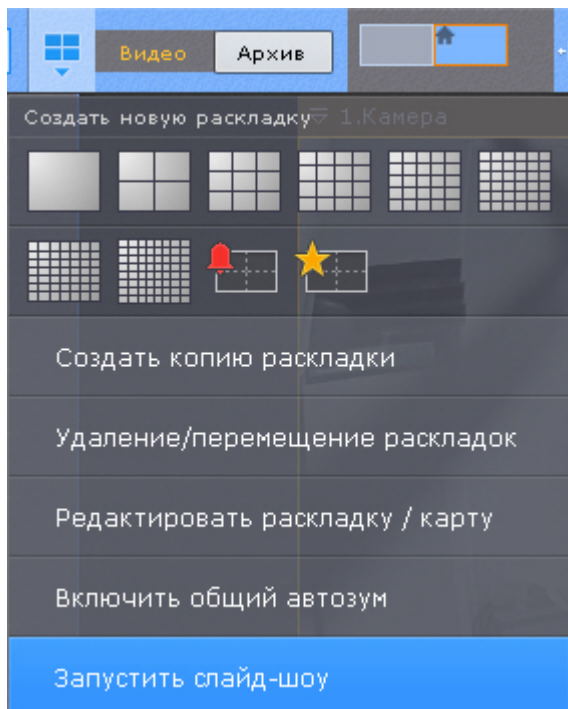 Видео Архив
Создать новую раскладку 1.Камера
Создать копию раскладки
Удаление/перемещение раскладок
Редактировать раскладку / карту
Включить общий автозум
Запустить слайд-шоу